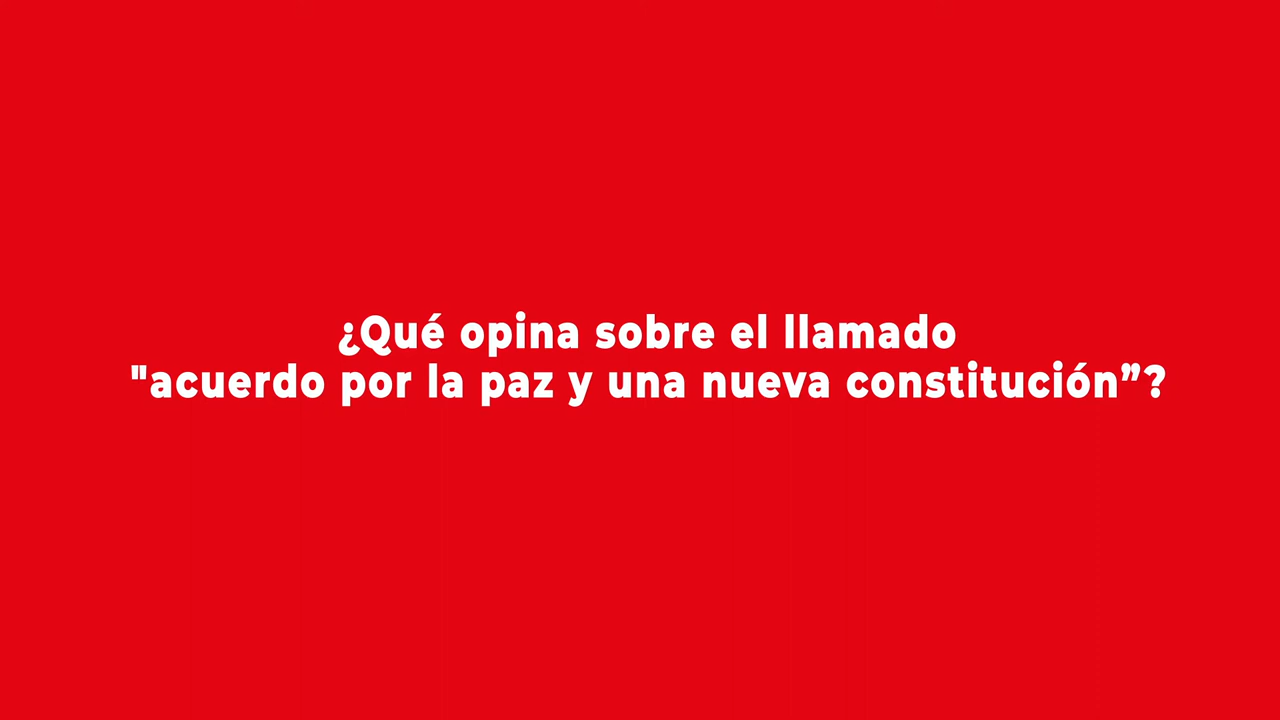 ¿Qué opina sobre el llamado
"acuerdo por la paz y una nueva constitución”?